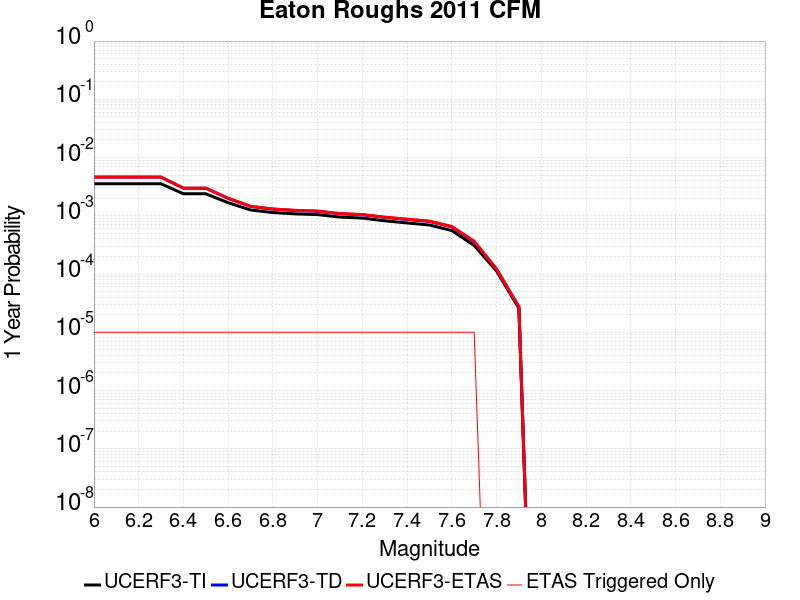 Eaton Roughs 2011 CFM
10^0
10^-1
10^-2
10^-3
10^-4
10^-5
10^-6
10^-7
10^-8
1 Year Probability
6 6.2 6.4 6.6 6.8 7 7.2 7.4 7.6 7.8 8 8.2 8.4 8.6 8.8 9
Magnitude
UCERF3-TI UCERF3-TD UCERF3-ETAS ETAS Triggered Only